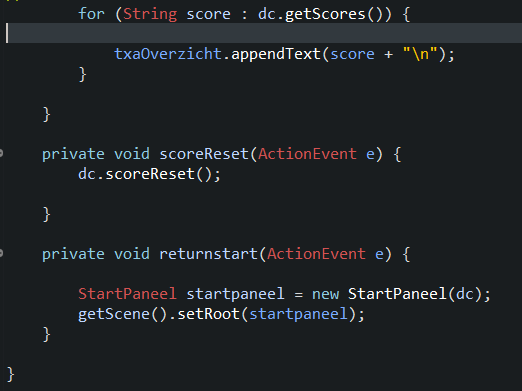 for (String score : dc.getScores()) {
txaOverzicht.appendText(score + "\n");
}
}
private void scoreReset(ActionEvent e) {
dc.scoreReset();
}
private void returnstart(ActionEvent e) {
StartPaneel startpaneel = new StartPaneel(dc);
getScene().setRoot(startpaneel);
}
}